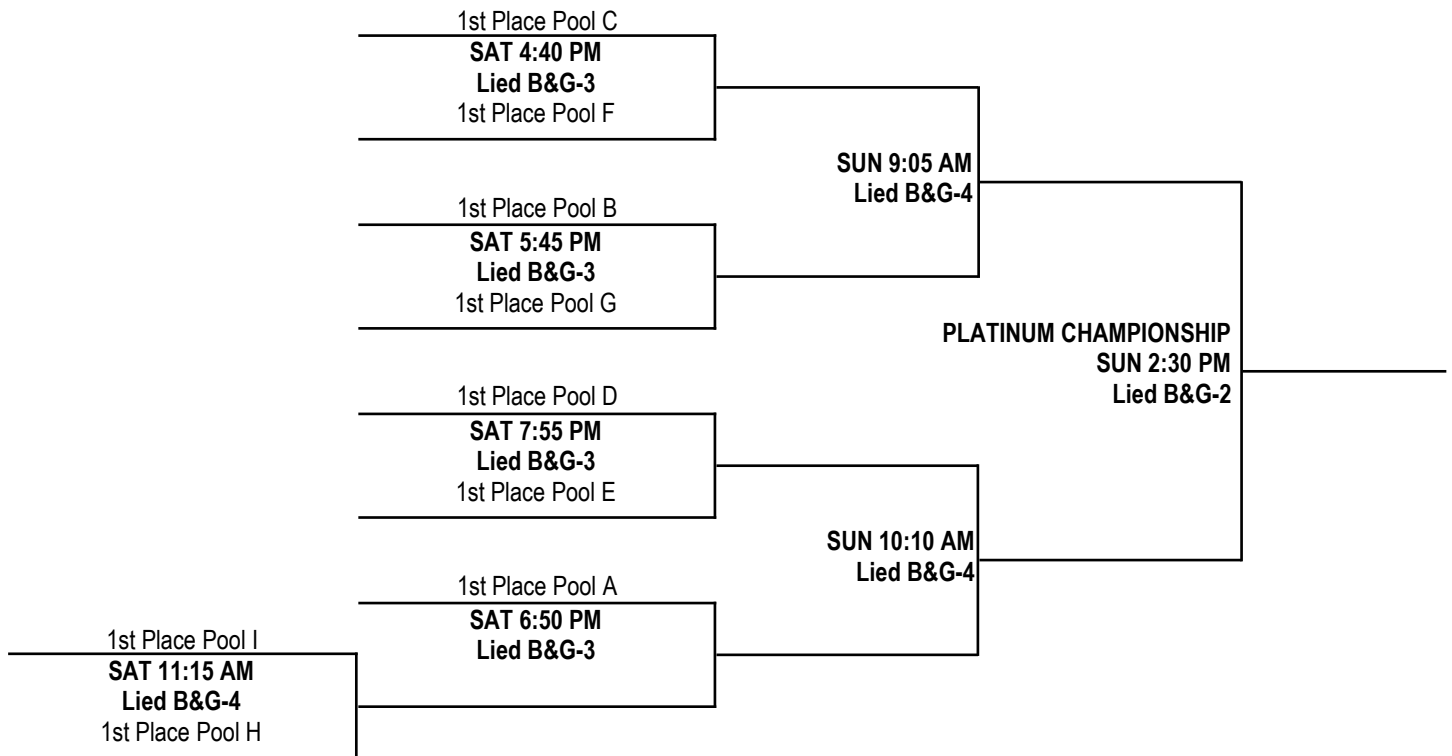 1st Place Pool C
SAT 4:40 PM
Lied B&G-3
1st Place Pool F
SUN 9:05 AM
Lied B&G-4
1st Place Pool B
SAT 5:45 PM
Lied B&G-3
1st Place Pool G
PLATINUM CHAMPIONSHIP
SUN 2:30 PM
Lied B&G-2
1st Place Pool D
SAT 7:55 PM
Lied B&G-3
1st Place Pool E
SUN 10:10 AM
Lied B&G-4
1st Place Pool A
SAT 6:50 PM
Lied B&G-3
1st Place Pool I
SAT 11:15 AM
Lied B&G-4
1st Place Pool H